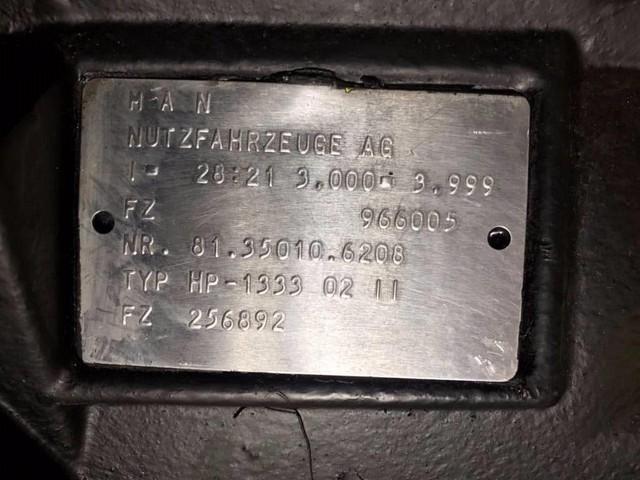 M A N
NUTZFAHRZEUGE AG
I= 28:21 3.000= 3.999
FZ 966005
NR. 81.35010.6208
TYP HP-1333 02 II
FZ 256892